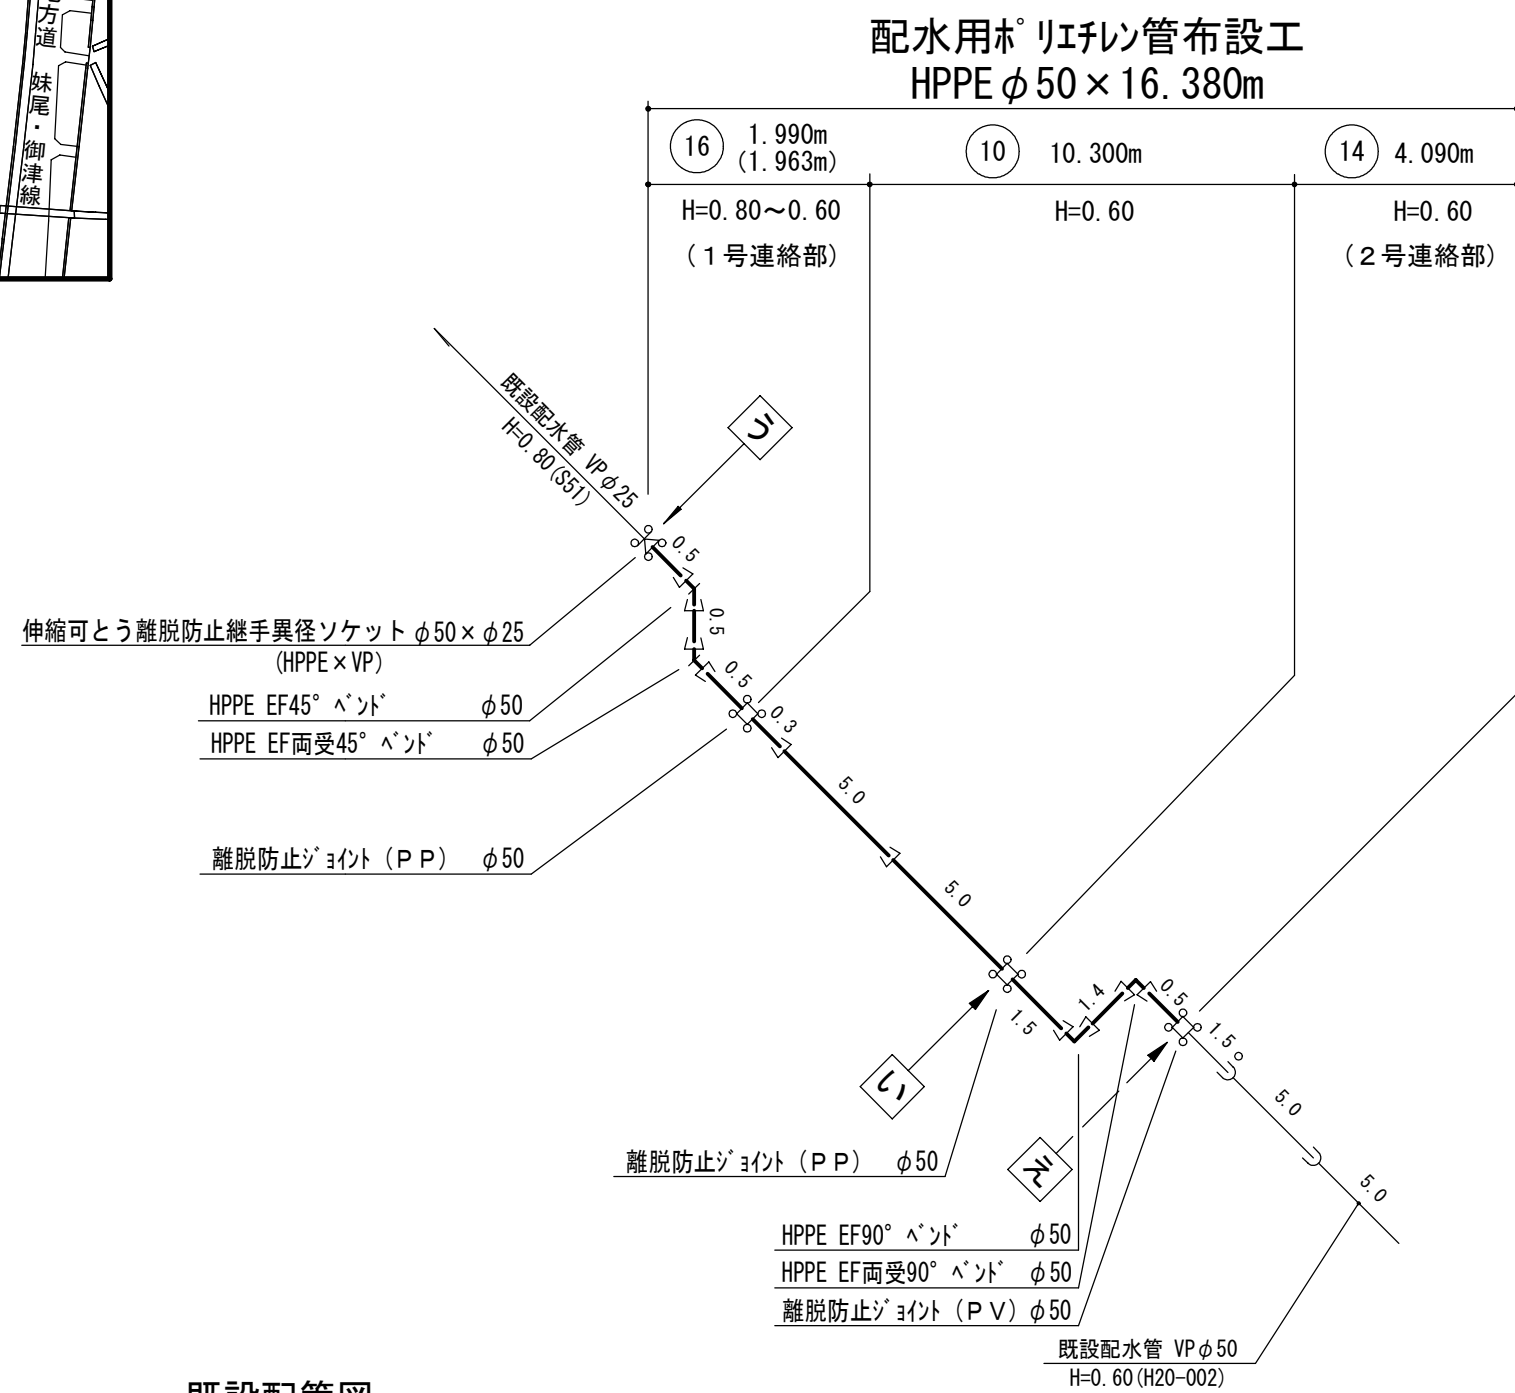 方道　妹尾・御津線
配水用ﾎﾟﾘｴﾁﾚﾝ管布設工
HPPEφ50×16.380m
16 1.990m
(1.963m)
10 10.300m
14 4.090m
H=0.80～0.60
H=0.60
H=0.60
(1号連絡部)
(2号連絡部)
既設配水管 VPφ25
H=0.80(S51)
う
0.5
0.5
0.5
0.3
5.0
5.0
1.5
1.4
0.5
1.5
5.0
5.0
伸縮可とう離脱防止継手異径ソケットφ50×φ25
(HPPE×VP)
HPPE EF45°ﾍﾞﾝﾄﾞ φ50
HPPE EF両受45°ﾍﾞﾝﾄﾞ φ50
離脱防止ｼﾞｮｲﾝﾄ（ＰＰ） φ50
い
え
離脱防止ｼﾞｮｲﾝﾄ（ＰＰ） φ50
HPPE EF90°ﾍﾞﾝﾄﾞ φ50
HPPE EF両受90°ﾍﾞﾝﾄﾞ φ50
離脱防止ｼﾞｮｲﾝﾄ（ＰＶ）φ50
既設配水管 VPφ50
H=0.60(H20-002)
既設配管図